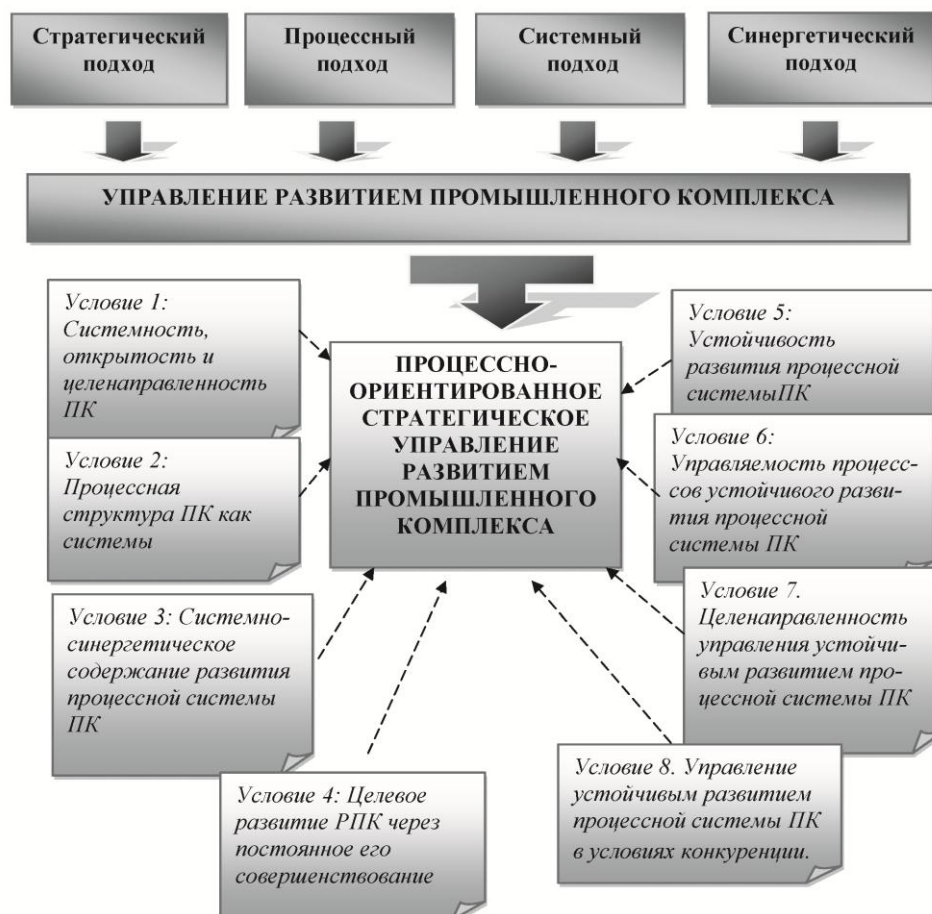 Стратегический
подход
Процессный
подход
Системный
подход
Синергетический
подход
УПРАВЛЕНИЕ РАЗВИТИЕМ ПРОМЫШЛЕННОГО КОМПЛЕКСА
Условие 1:
Системность,
открытость и
целенаправленность
ПК
Условие 2:
Процессная
структура ПК как
системы
Условие 3: Системно-
синергетическое
содержание развития
процессной системы
ПК
Условие 4: Целевое
развитие РПК через
постоянное его
совершенствование
ПРОЦЕССНО-
ОРИЕНТИРОВАННОЕ
СТРАТЕГИЧЕСКОЕ
УПРАВЛЕНИЕ
РАЗВИТИЕМ
ПРОМЫШЛЕННОГО
КОМПЛЕКСА
Условие 5:
Устойчивость
развития процессной
системыПК
Условие 6:
Управляемость процесс-
сов устойчивого разви-
тия процессной
системы ПК
Условие 7.
Целенаправленность
управления устойчи-
вым развитием про-
цессной системы ПК
Условие 8. Управление
устойчивым развитием
процессной системы ПК
в условиях конкуренции.